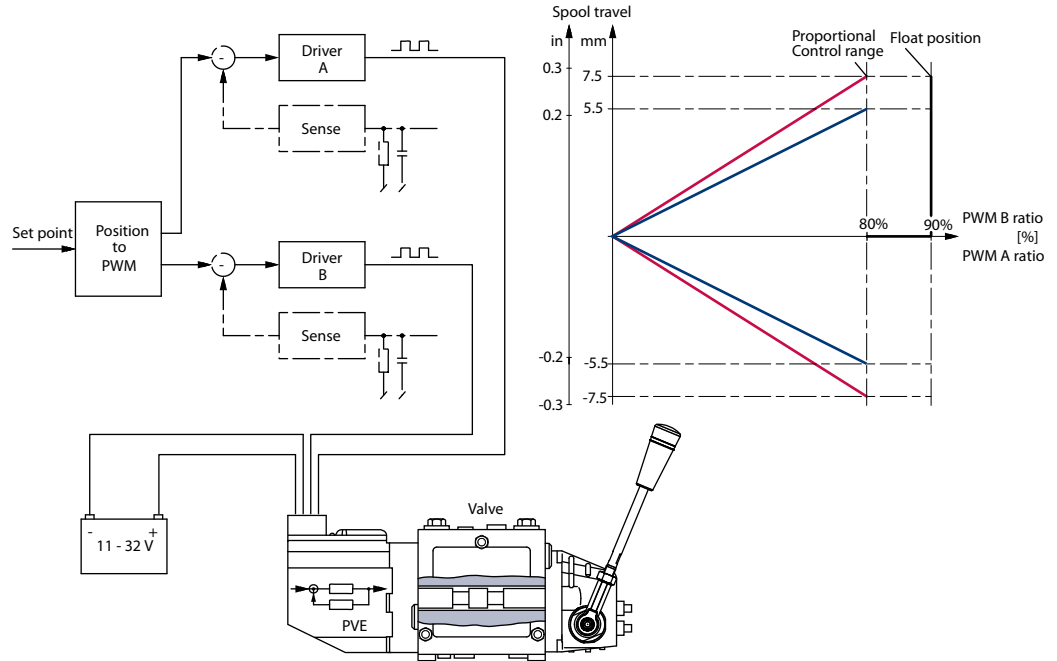 Spool travel
in
mm
Proportional
Control range
Float position
0.3
7.5
0.2
5.5
80%
90%
PWM B ratio
[%]
PWM A ratio
-0.2
-5.5
-0.3
-7.5
Driver
A
-
Sense
Set point
Position
to
PWM
Driver
B
-
Sense
- +
11 - 32 V
Valve
PVE